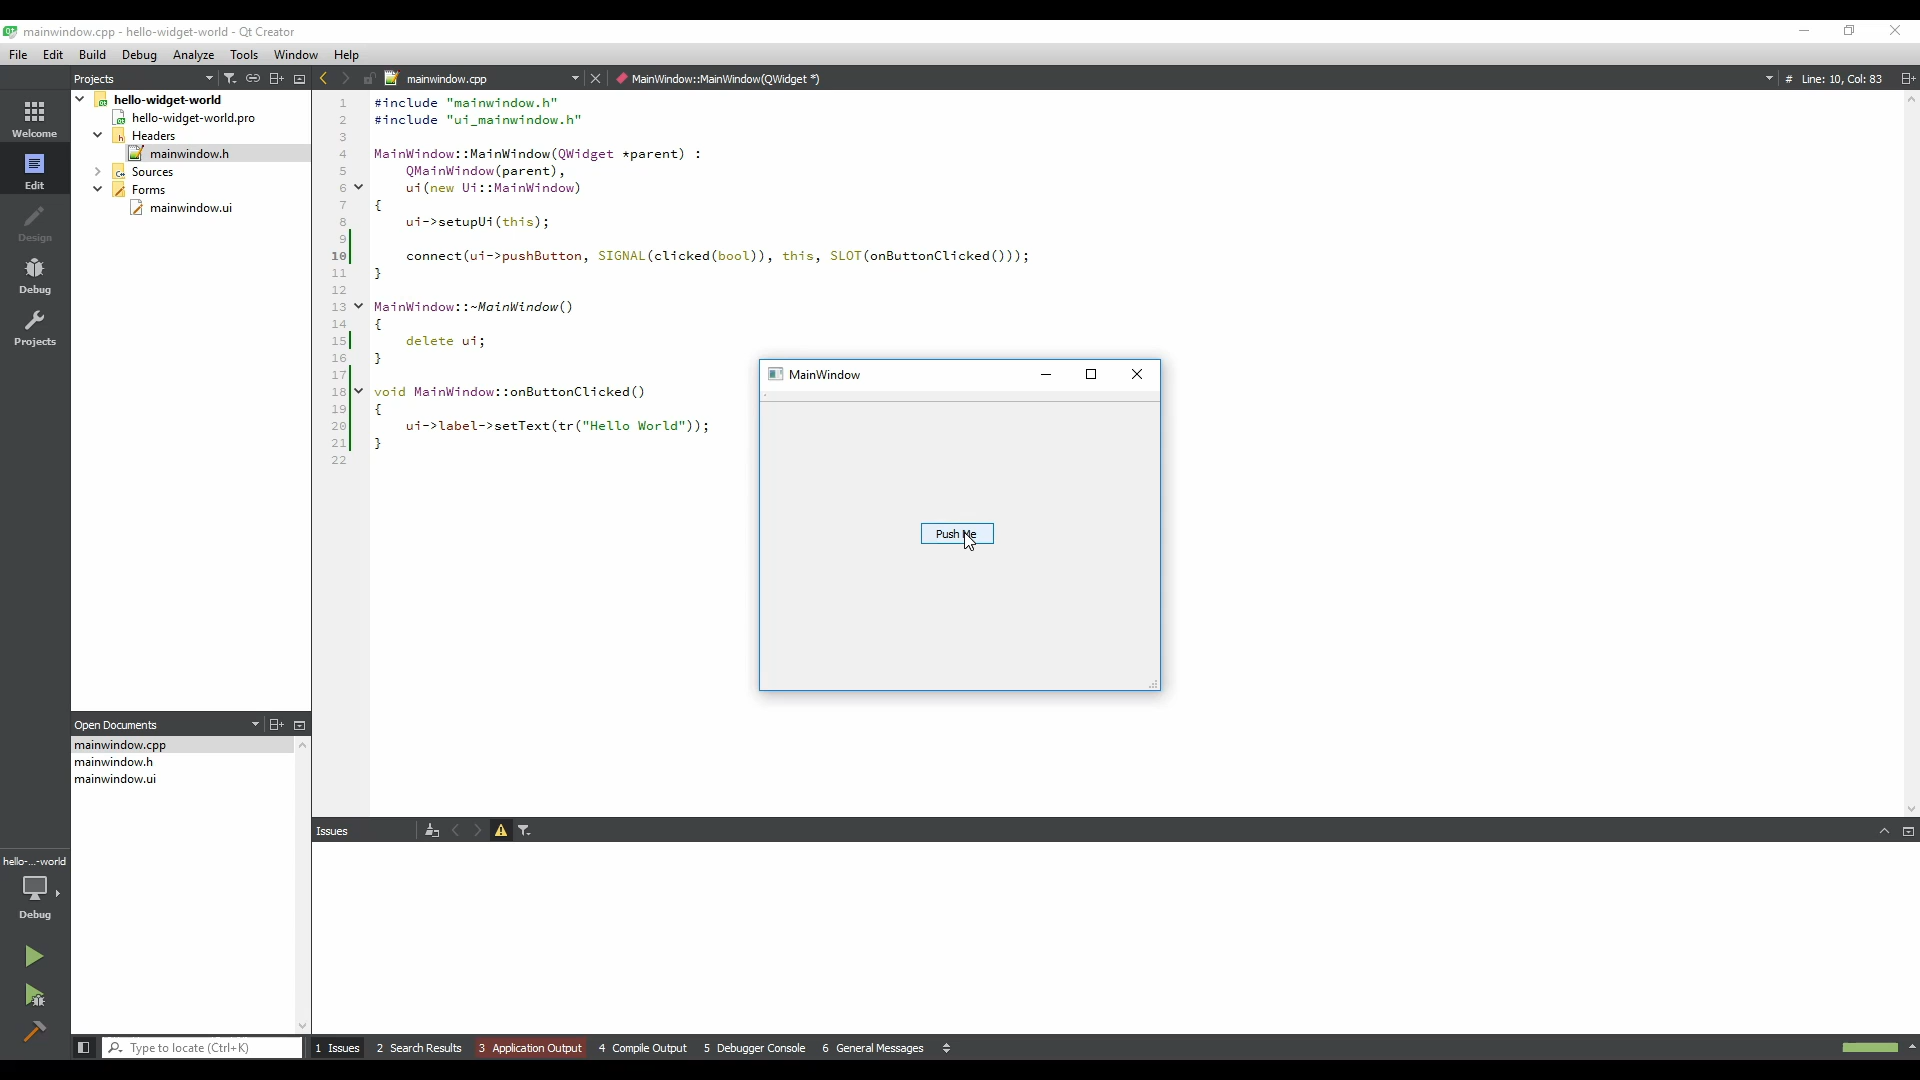 mainwindow.cpp - hello-widget-world - Qt Creator
File Edit Build Debug Analyze Tools Window Help
Projects
mainwindow.cpp
MainWindow::MainWindow(QWidget *)
# Line: 10, Col: 83
Welcome
Edit
Design
Debug
Projects
hello-widget-world
hello-widget-world.pro
Headers
mainwindow.h
Sources
Forms
mainwindow.ui
1 #include "mainwindow.h"
2 #include "ui_mainwindow.h"
3
4 MainWindow::MainWindow(QWidget *parent) :
5 QMainWindow(parent),
6 ui(new Ui::MainWindow)
7 {
8 ui->setupUi(this);
9
10 connect(ui->pushButton, SIGNAL(clicked(bool)), this, SLOT(onButtonClicked()));
11 }
12
13 MainWindow::~MainWindow()
14 {
15 delete ui;
16 }
17
18 void MainWindow::onButtonClicked()
19 {
20 ui->label->setText(tr("Hello World"));
21 }
22
MainWindow
Push Me
Open Documents
mainwindow.cpp
mainwindow.h
mainwindow.ui
Issues
hello-...-world
Debug
Type to locate (Ctrl+K)
1 Issues 2 Search Results 3 Application Output 4 Compile Output 5 Debugger Console 6 General Messages